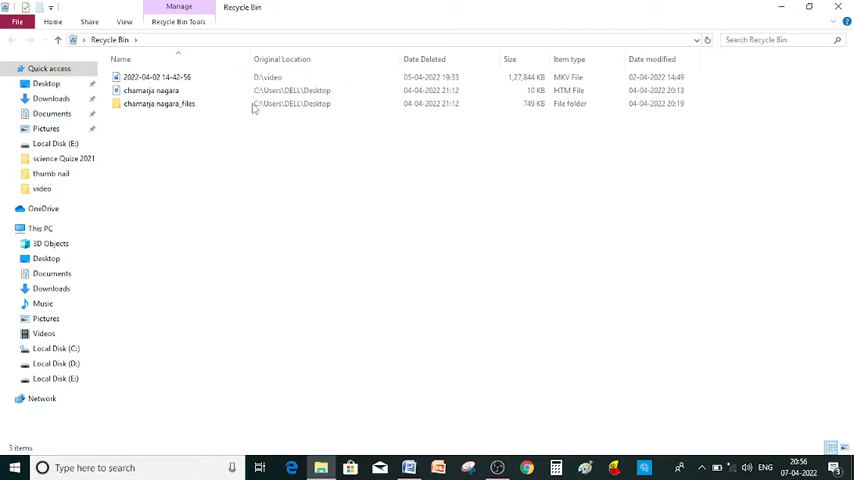 Manage Recycle Bin
File Home Share View Recycle Bin Tools
Recycle Bin Search Recycle Bin
Name Original Location Date Deleted Size Item type Date modified
2022-04-02 14-42-56 D:\video 05-04-2022 19:33 1,27,844 KB MKV File 02-04-2022 14:49
chamarja nagara C:\Users\DELL\Desktop 04-04-2022 21:12 10 KB HTM File 04-04-2022 20:13
chamarja nagara_files C:\Users\DELL\Desktop 04-04-2022 21:12 749 KB File folder 04-04-2022 20:19
Quick access
Desktop
Downloads
Documents
Pictures
Local Disk (E:)
science Quize 2021
thumb nail
video
OneDrive
This PC
3D Objects
Desktop
Documents
Downloads
Music
Pictures
Videos
Local Disk (C:)
Local Disk (D:)
Local Disk (E:)
Network
3 items
Type here to search ENG 20:56
07-04-2022 3